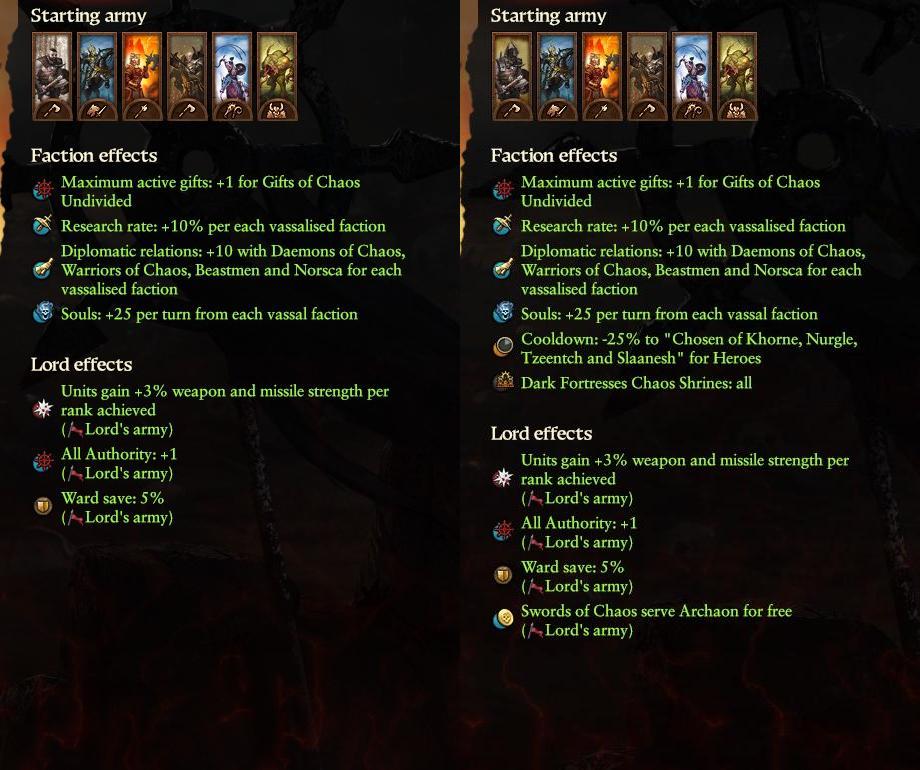 Starting army
Faction effects
Maximum active gifts: +1 for Gifts of Chaos
Undivided
Research rate: +10% per each vassalised faction
Diplomatic relations: +10 with Daemons of Chaos,
Warriors of Chaos, Beastmen and Norsca for each
vassalised faction
Souls: +25 per turn from each vassal faction
Lord effects
Units gain +3% weapon and missile strength per
rank achieved
(Lord's army)
All Authority: +1
(Lord's army)
Ward save: 5%
(Lord's army)
Starting army
Faction effects
Maximum active gifts: +1 for Gifts of Chaos
Undivided
Research rate: +10% per each vassalised faction
Diplomatic relations: +10 with Daemons of Chaos,
Warriors of Chaos, Beastmen and Norsca for each
vassalised faction
Souls: +25 per turn from each vassal faction
Cooldown: -25% to "Chosen of Khorne, Nurgle,
Tzeentch and Slaanesh" for Heroes
Dark Fortresses Chaos Shrines: all
Lord effects
Units gain +3% weapon and missile strength per
rank achieved
(Lord's army)
All Authority: +1
(Lord's army)
Ward save: 5%
(Lord's army)
Swords of Chaos serve Archaon for free
(Lord's army)